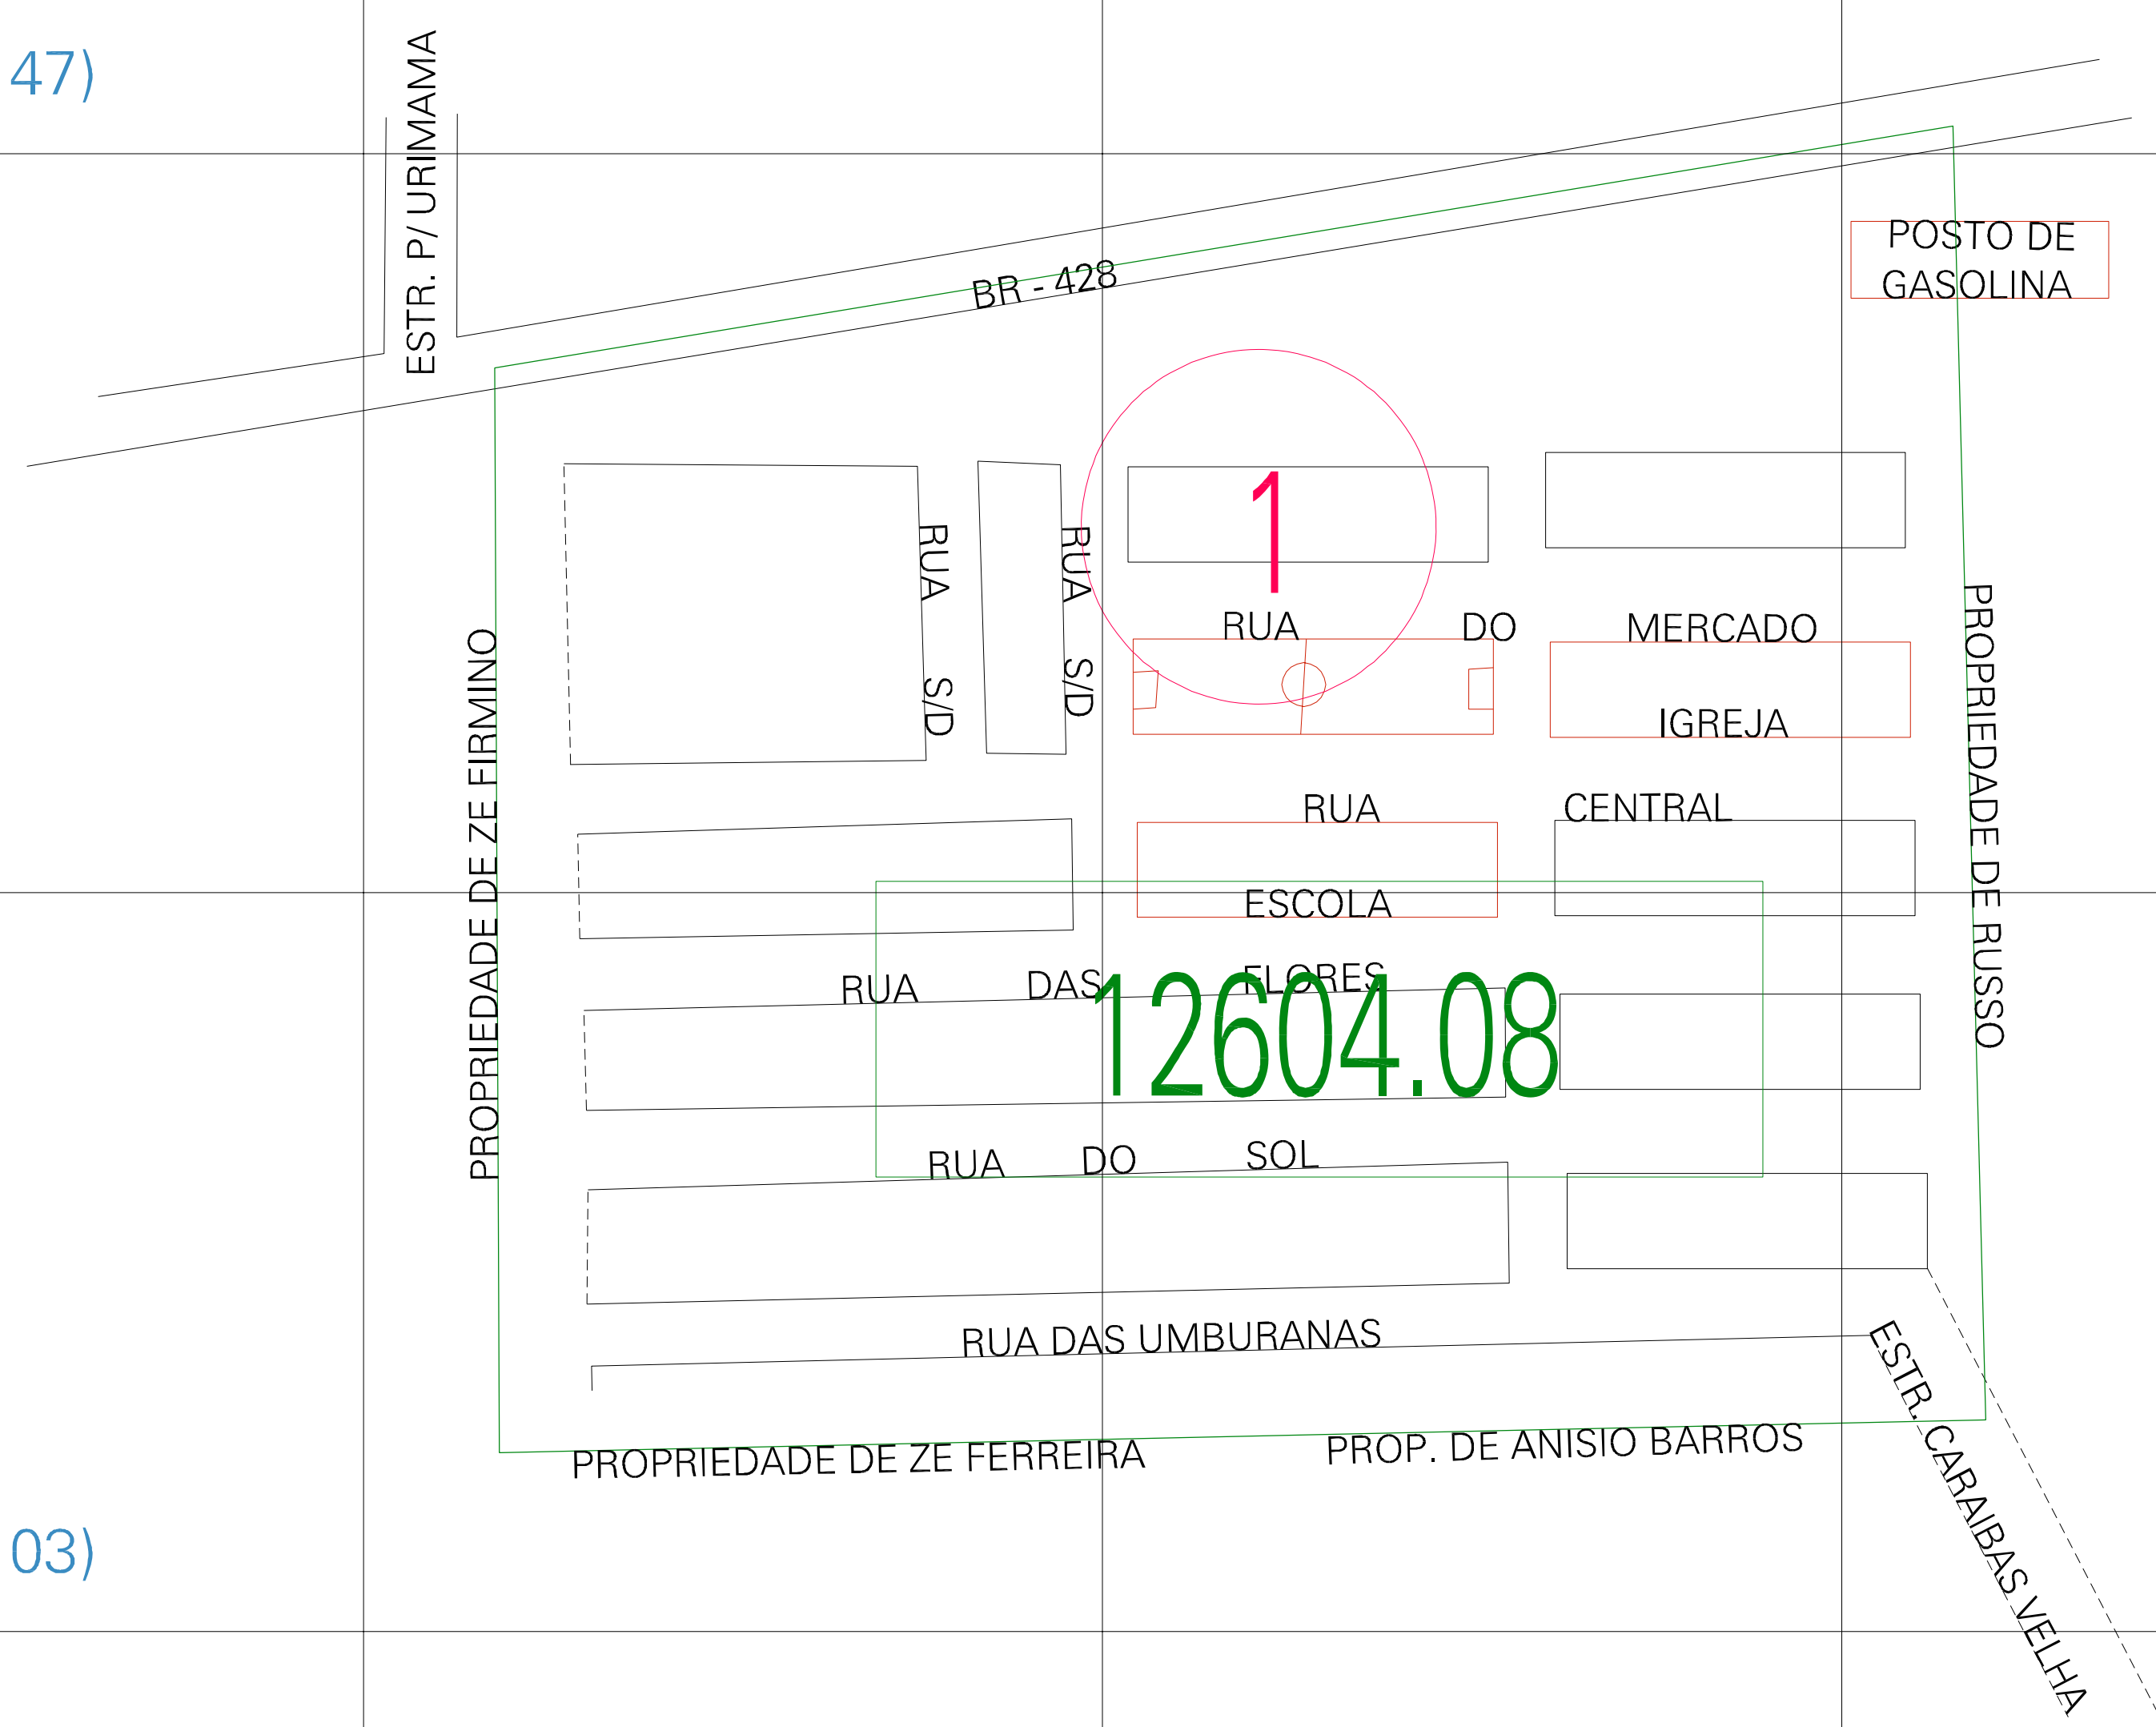 47)
ESTR. P/ URIMAMA
BR - 428
POSTO DE
GASOLINA
1
RUA S/D
RUA S/D
RUA DO MERCADO
IGREJA
PROPRIEDADE DE ZE FIRMINO
PROPRIEDADE DE RUSSO
RUA CENTRAL
ESCOLA
RUA DAS FLORES
12604.08
RUA DO SOL
RUA DAS UMBURANAS
ESTR. CARAIBAS VELHA
PROPRIEDADE DE ZE FERREIRA
PROP. DE ANISIO BARROS
03)